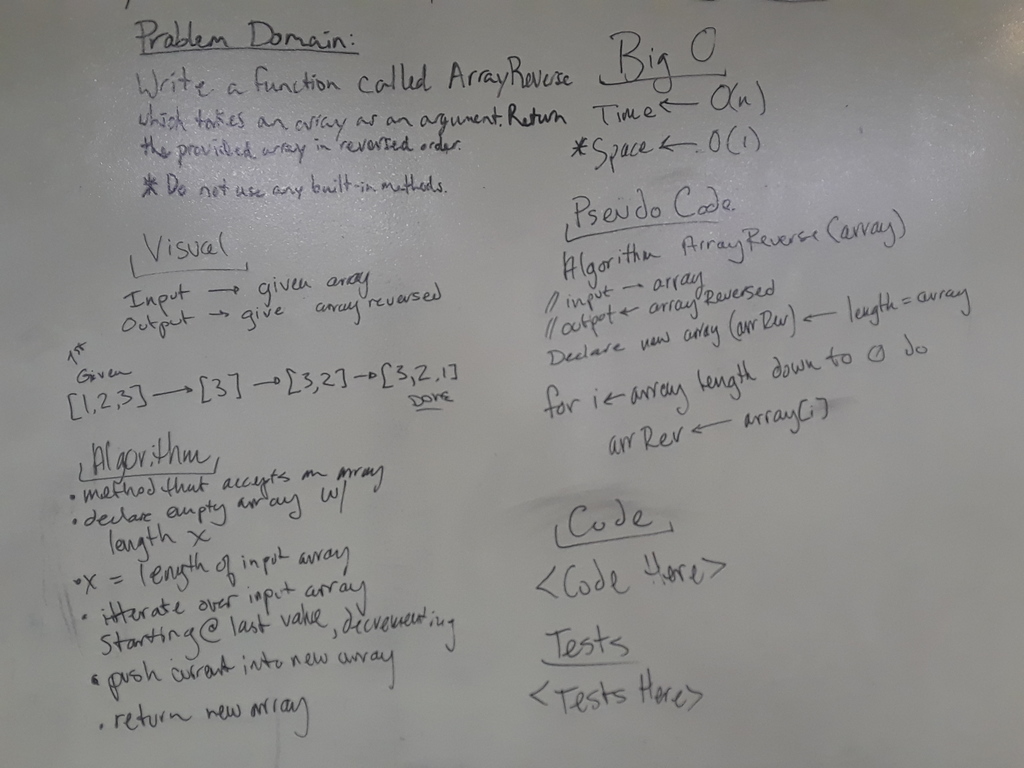 Problem Domain:
Write a function called ArrayReverse
which takes an array as an argument. Return
the provided array in reversed order.
* Do not use any built-in methods.
Visual
Input → given array
Output → give array reversed
1st
Given
[1,2,3] → [3] → [3,2] → [3,2,1]
DONE
Algorithm
• method that accepts an array
• declare empty array w/
length x
• x = length of input array
• itterate over input array
Starting @ last value, decrementing
• push current into new array
• return new array
Big O
Time ← O(n)
*Space ← O(1)
Pseudo Code
Algorithm ArrayReverse (array)
// input → array
// output ← array Reversed
Declare new array (arrRev) ← length = array
for i ← array length down to 0 do
arrRev ← array[i]
Code
<Code Here>
Tests
<Tests Here>